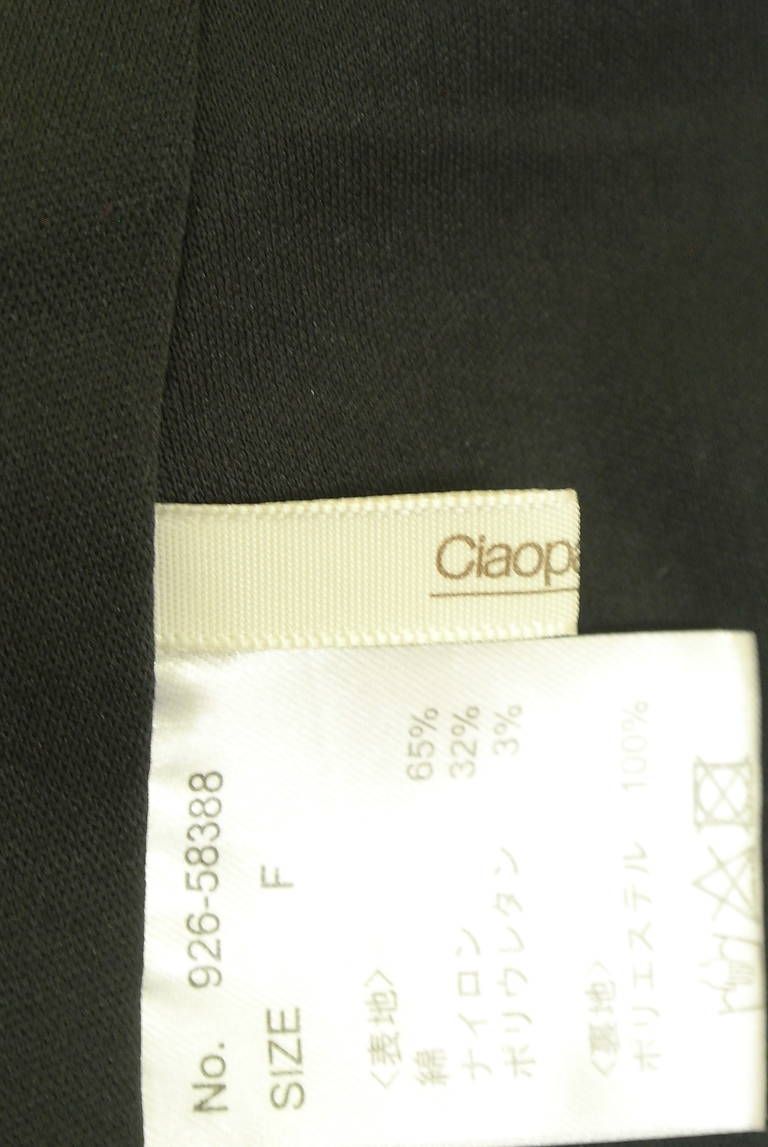 Ciaop
No. 926-58388
SIZE F
<表地>
綿 65%
ナイロン 32%
ポリウレタン 3%
<裏地>
ポリエステル 100%